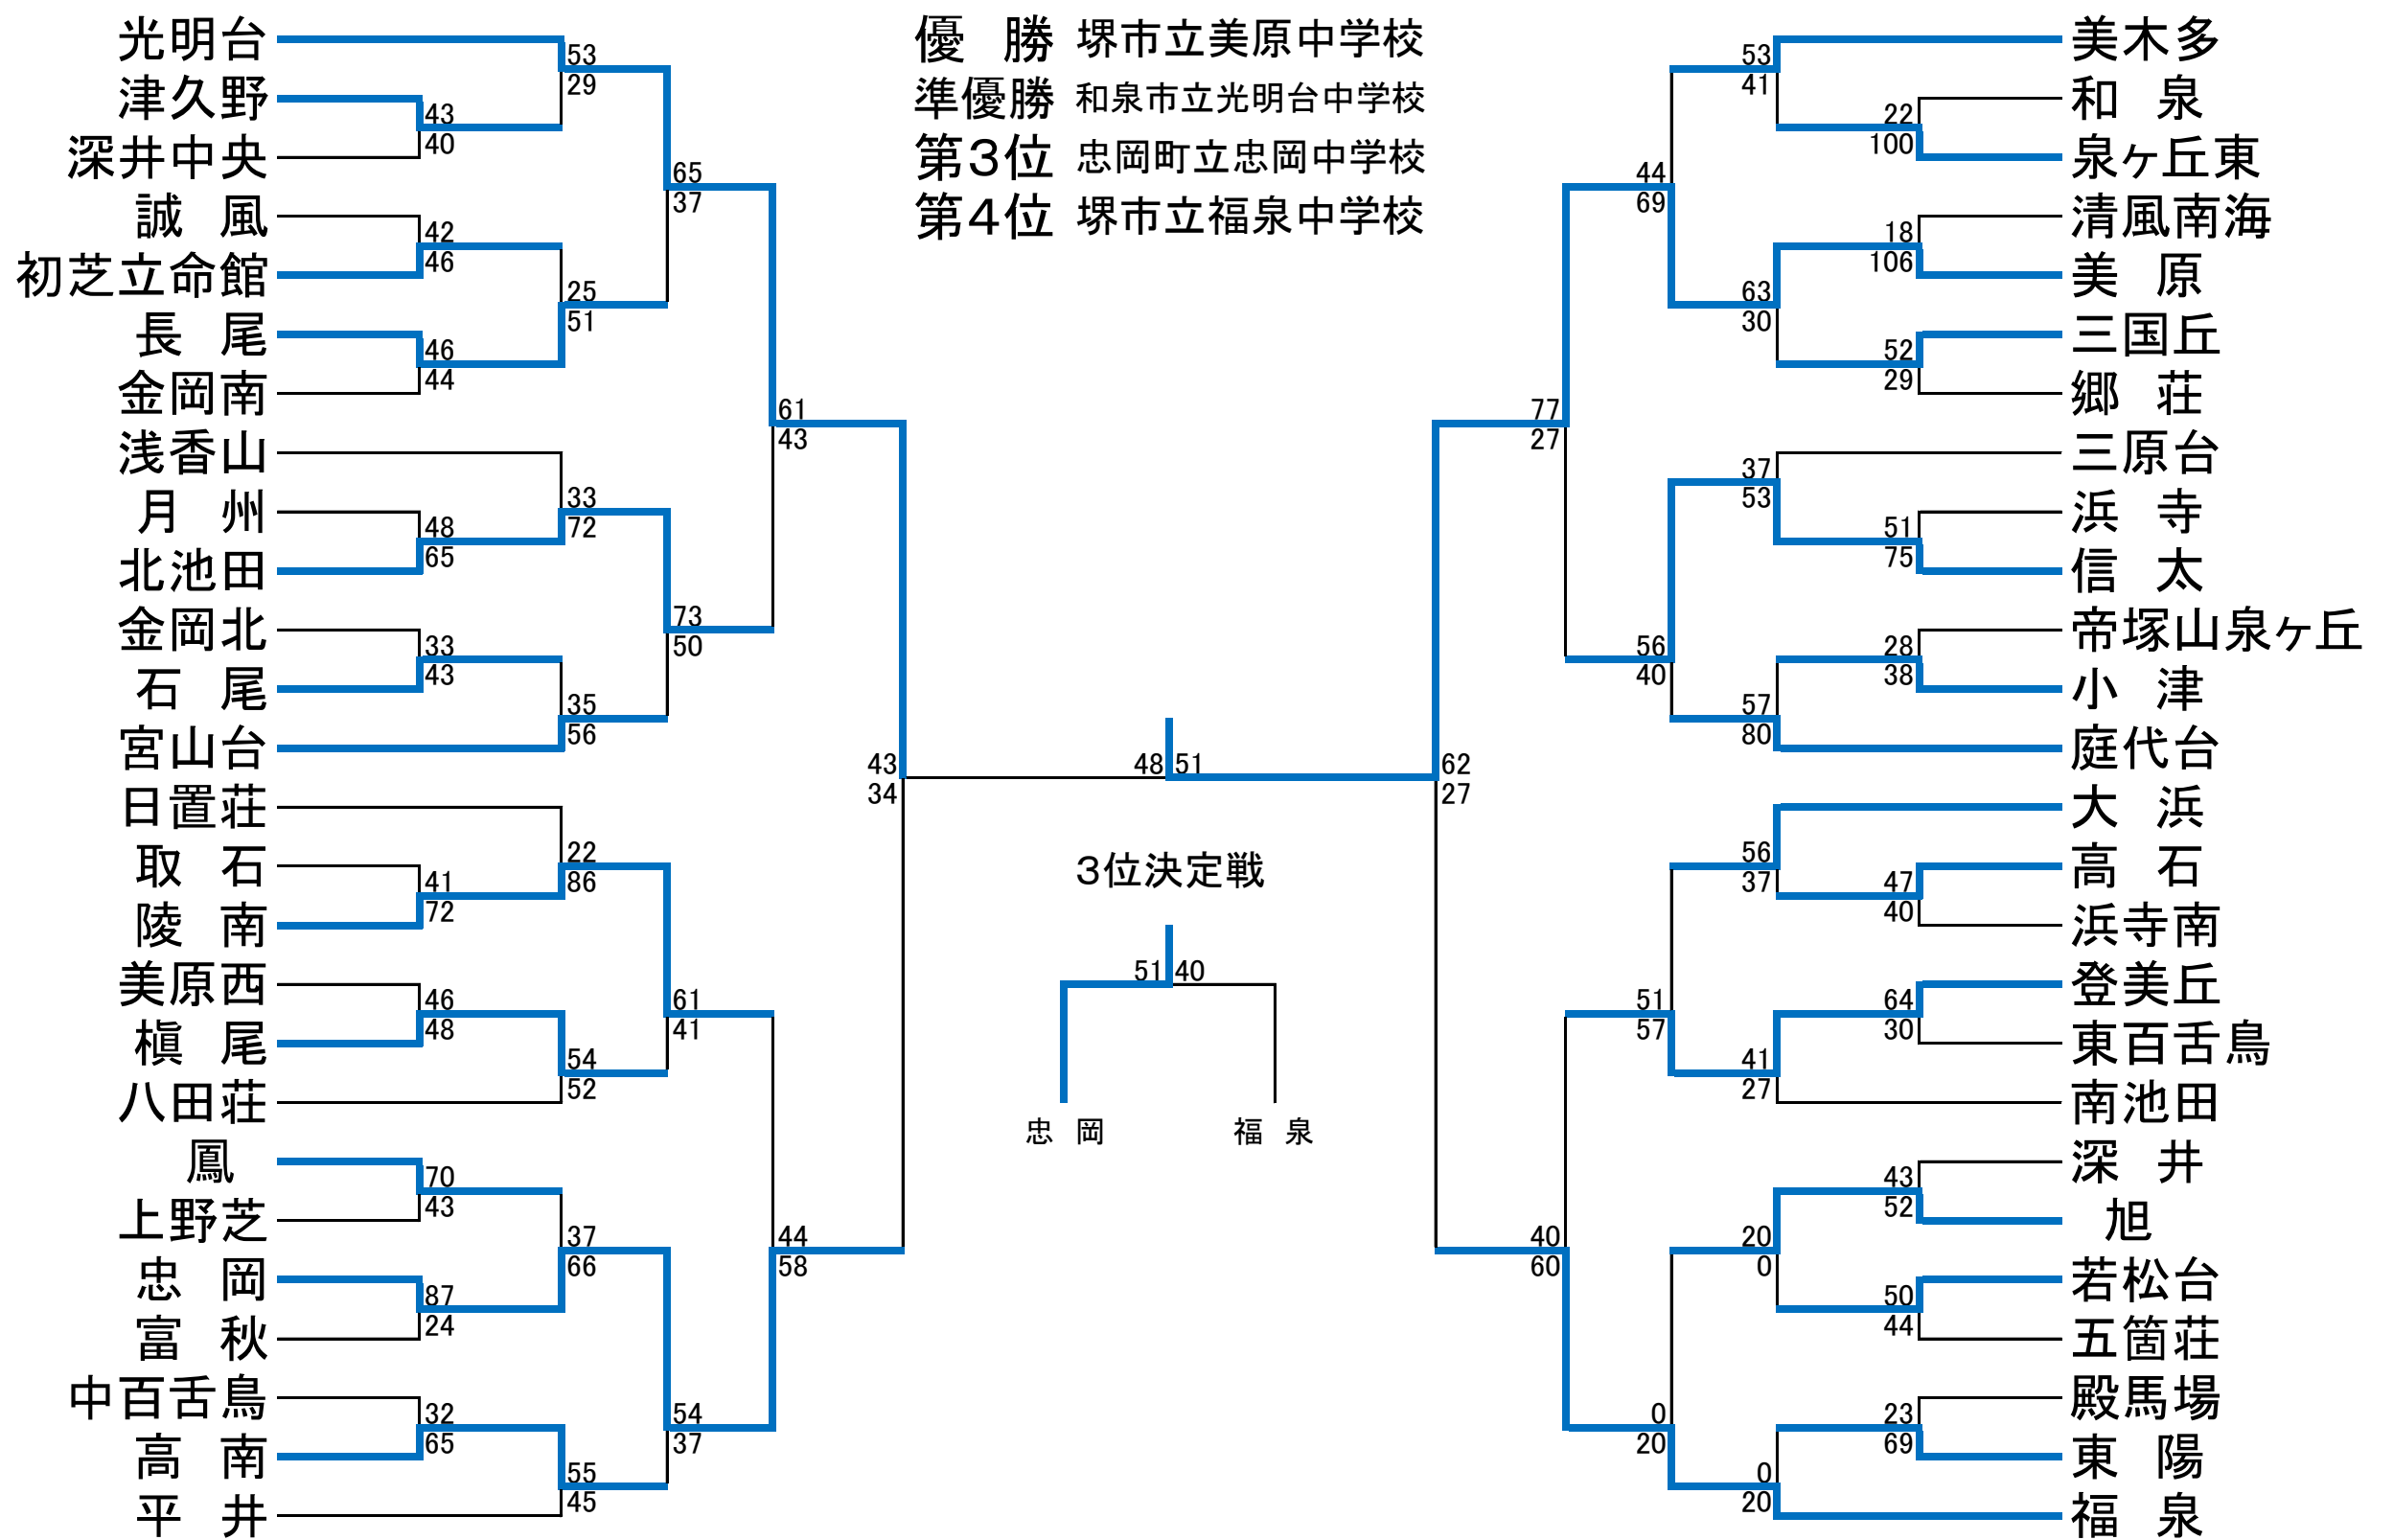 優　勝 堺市立美原中学校
準優勝 和泉市立光明台中学校
第３位 忠岡町立忠岡中学校
第４位 堺市立福泉中学校
光明台
津久野
深井中央
誠　風
初芝立命館
長　尾
金岡南
浅香山
月　州
北池田
金岡北
石　尾
宮山台
日置荘
取　石
陵　南
美原西
槇　尾
八田荘
鳳
上野芝
忠　岡
富　秋
中百舌鳥
高　南
平　井
43
40
42
46
46
44
48
65
33
43
41
72
46
48
70
43
87
24
32
65
53
29
25
51
33
72
35
56
22
86
54
52
37
66
55
45
65
37
73
50
61
41
54
37
61
43
44
58
43
34
48 51
62
27
３位決定戦
51 40
忠　岡
福　泉
77
27
40
60
44
69
56
40
51
57
0
20
53
41
63
30
37
53
57
80
56
37
41
27
20
0
0
20
22
100
18
106
52
29
51
75
28
38
47
40
64
30
43
52
50
44
23
69
美木多
和　泉
泉ヶ丘東
清風南海
美　原
三国丘
郷　荘
三原台
浜　寺
信　太
帝塚山泉ヶ丘
小　津
庭代台
大　浜
高　石
浜寺南
登美丘
東百舌鳥
南池田
深　井
旭
若松台
五箇荘
殿馬場
東　陽
福　泉